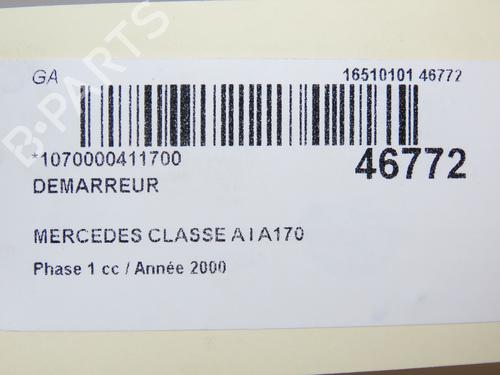 GA
16510101 46772
*1070000411700
46772
DEMARREUR
MERCEDES CLASSE A I A170
Phase 1 cc / Année 2000
B-PARTS